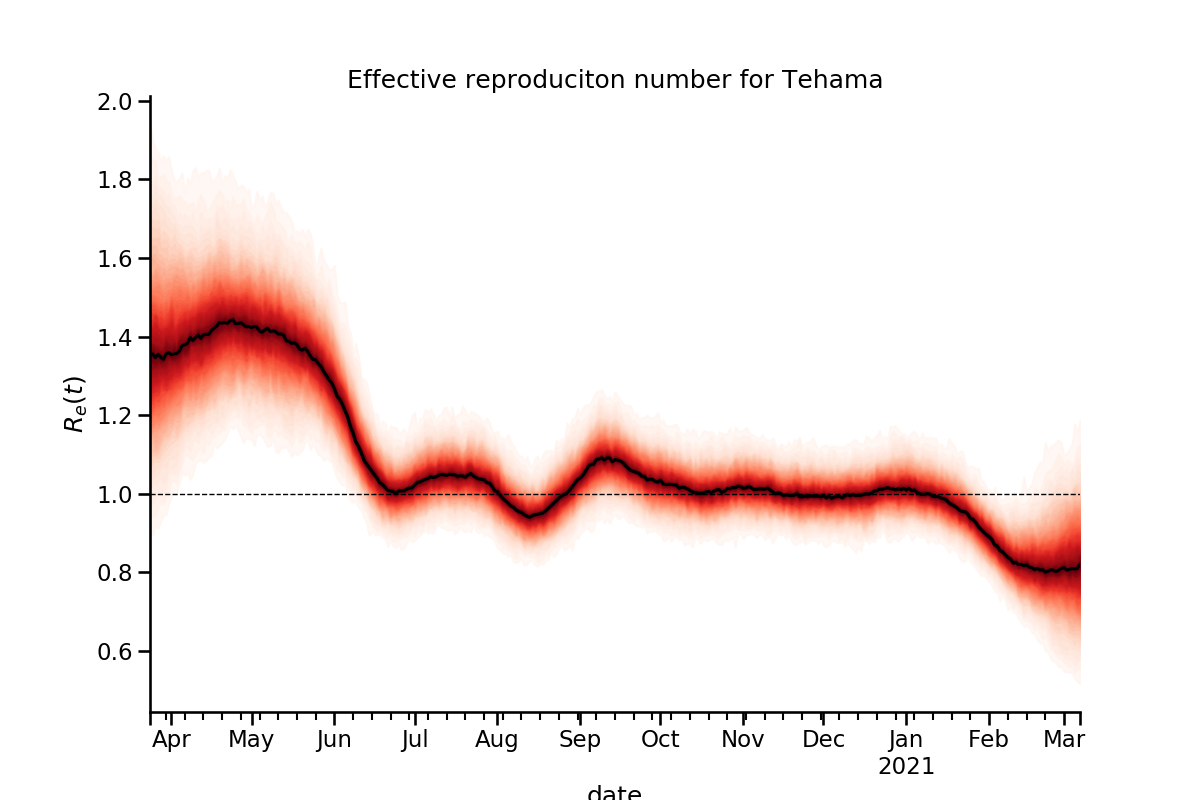 Effective reproduciton number for Tehama
2.0
1.8
1.6
1.4
1.2
1.0
0.8
0.6
R_e(t)
Apr May Jun Jul Aug Sep Oct Nov Dec Jan Feb Mar
2021
date